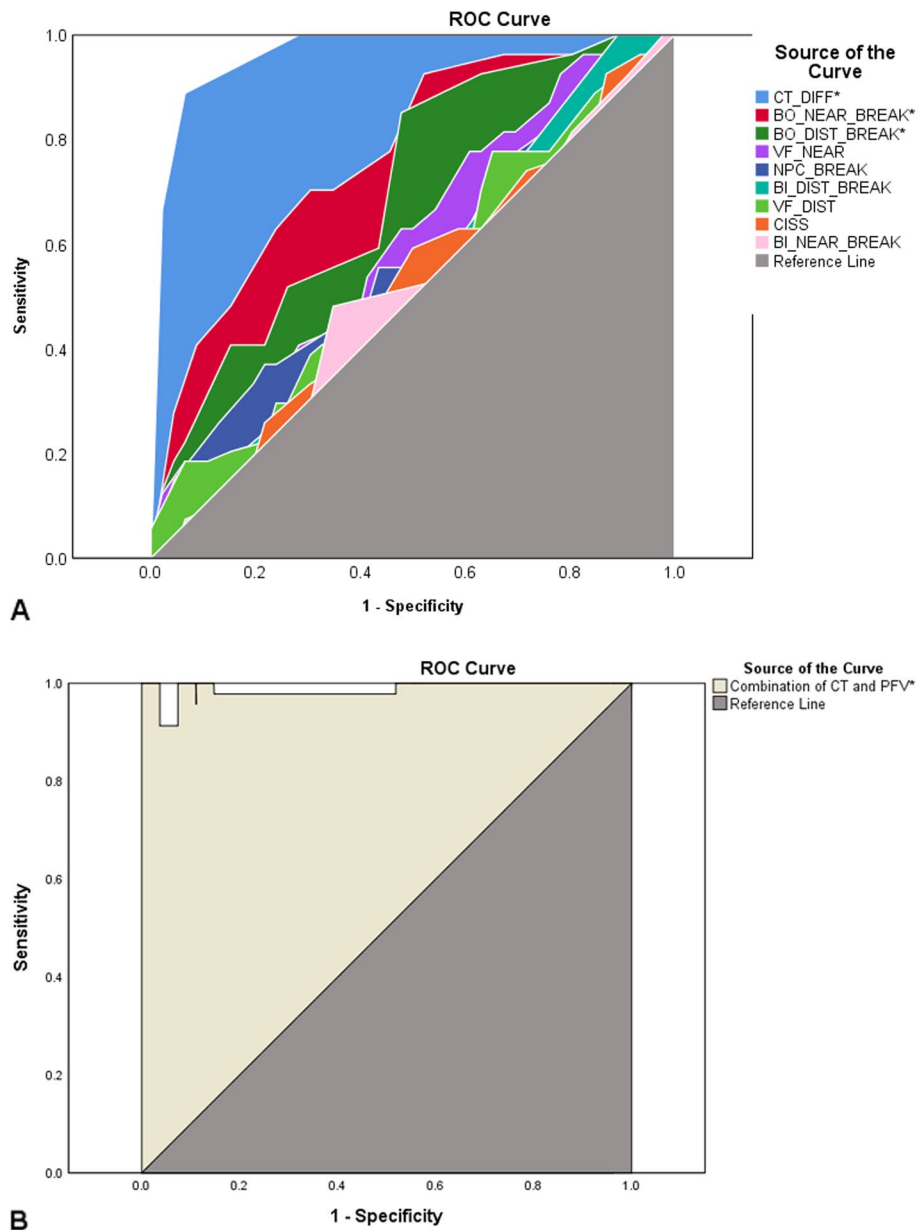 ROC Curve
1.0
0.8
0.6
0.4
0.2
0.0
Sensitivity
0.0 0.2 0.4 0.6 0.8 1.0
1 - Specificity
Source of the
Curve
CT_DIFF*
BO_NEAR_BREAK*
BO_DIST_BREAK*
VF_NEAR
NPC_BREAK
BI_DIST_BREAK
VF_DIST
CISS
BI_NEAR_BREAK
Reference Line
A
ROC Curve
1.0
0.8
0.6
0.4
0.2
0.0
Sensitivity
0.0 0.2 0.4 0.6 0.8 1.0
1 - Specificity
Source of the Curve
Combination of CT and PFV*
Reference Line
B